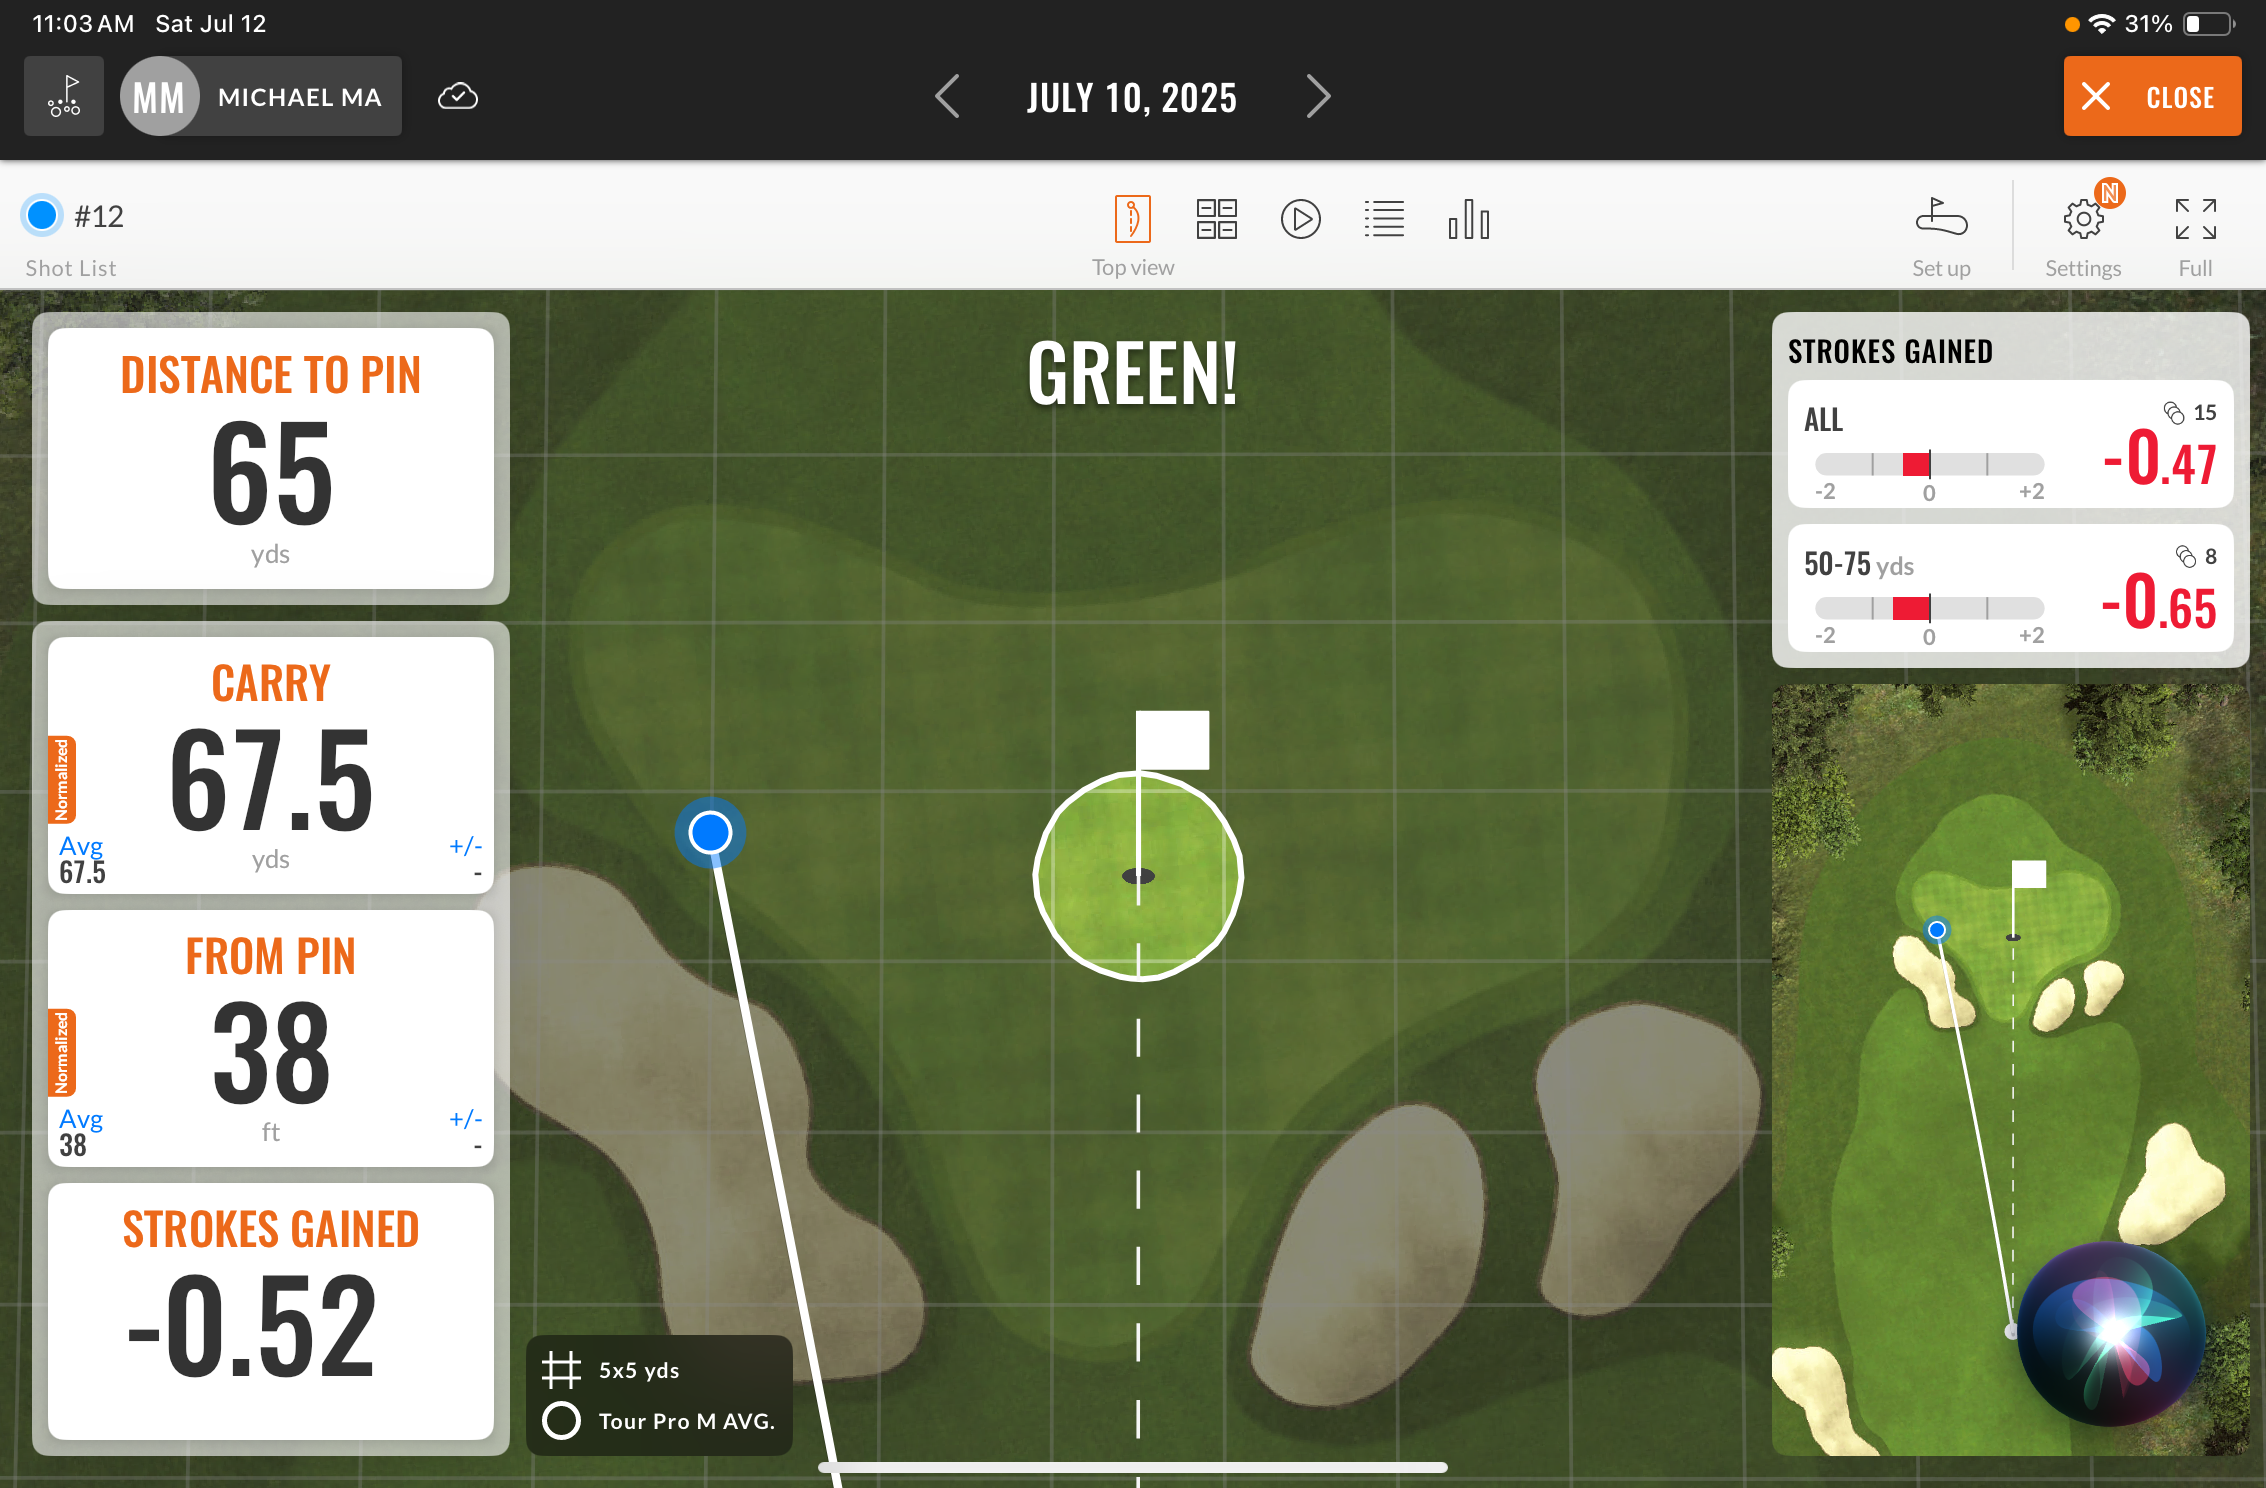 11:03 AM Sat Jul 12
31%
MM MICHAEL MA
JULY 10, 2025
CLOSE
#12
Shot List
Top view
Set up
N
Settings
Full
DISTANCE TO PIN
65
yds
GREEN!
STROKES GAINED
ALL
15
-0.47
-2 0 +2
50-75 yds
8
-0.65
-2 0 +2
CARRY
Normalized
67.5
yds
Avg
67.5
+/-
-
FROM PIN
Normalized
38
ft
Avg
38
+/-
-
STROKES GAINED
-0.52
5x5 yds
Tour Pro M AVG.